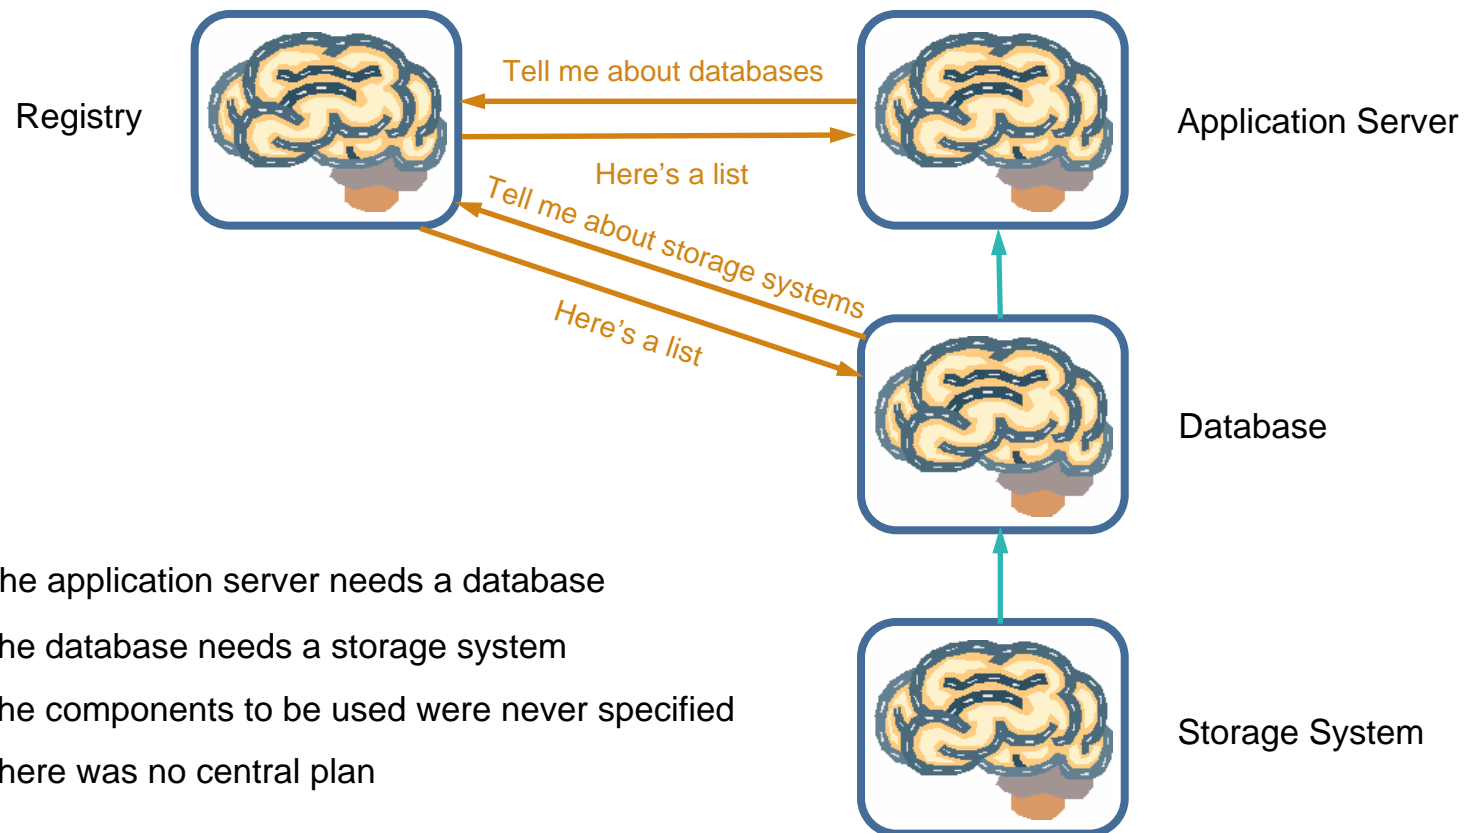 Registry
Tell me about databases
Application Server
Here's a list
Tell me about storage systems
Here's a list
Database
he application server needs a database
he database needs a storage system
he components to be used were never specified
here was no central plan
Storage System